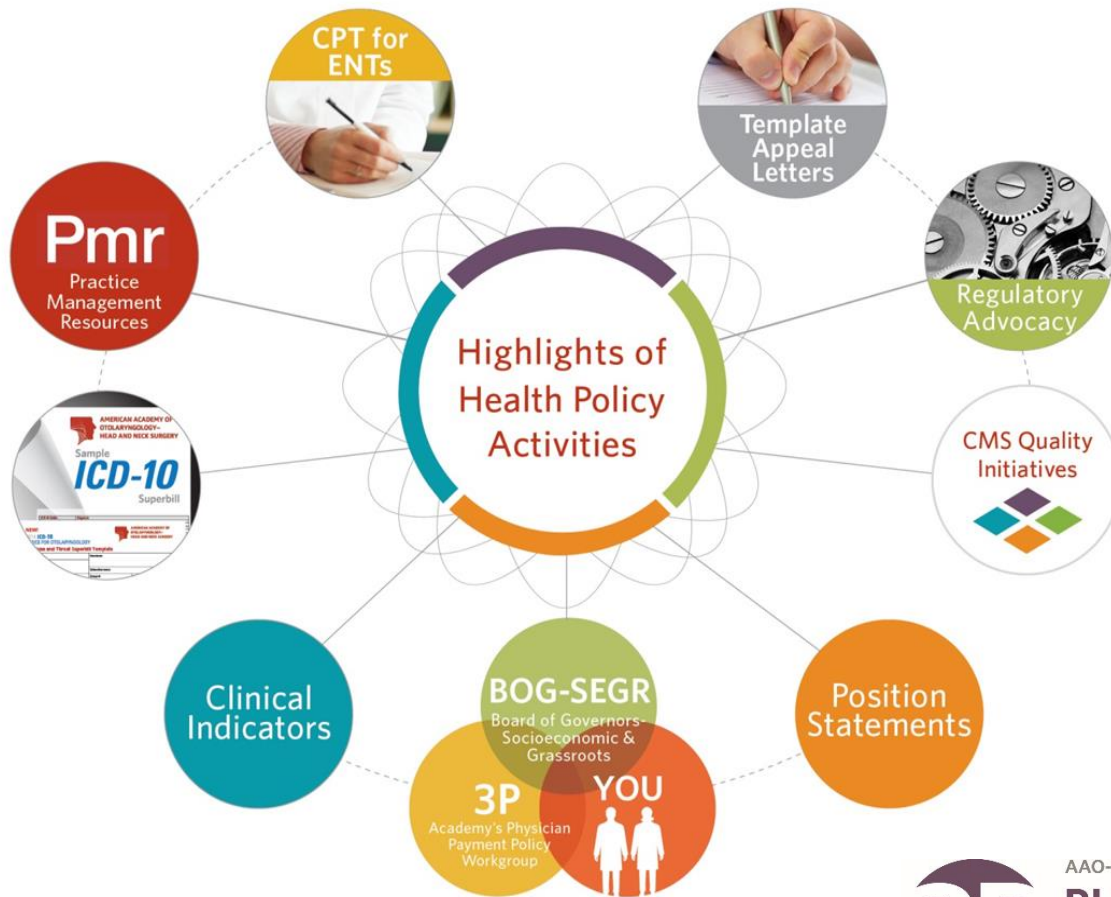 CPT for
ENTs
Template
Appeal
Letters
Pmr
Practice
Management
Resources
Regulatory
Advocacy
Highlights of
Health Policy
Activities
AMERICAN ACADEMY OF
OTOLARYNGOLOGY–
HEAD AND NECK SURGERY
Sample
ICD-10
Superbill
CMS Quality
Initiatives
Clinical
Indicators
BOG-SEGR
Board of Governors-
Socioeconomic &
Grassroots
Position
Statements
3P
Academy's Physician
Payment Policy
Workgroup
YOU
AAO-